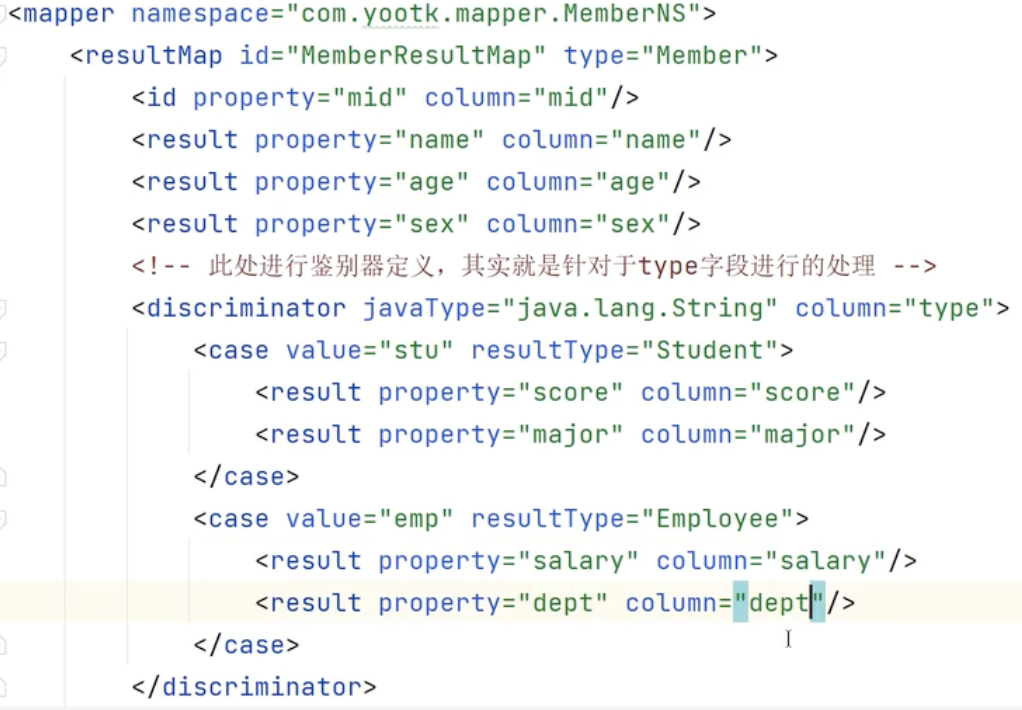 <mapper namespace="com.yootk.mapper.MemberNS">
<resultMap id="MemberResultMap" type="Member">
<id property="mid" column="mid"/>
<result property="name" column="name"/>
<result property="age" column="age"/>
<result property="sex" column="sex"/>
<!-- 此处进行鉴别器定义，其实就是针对于type字段进行的处理 -->
<discriminator javaType="java.lang.String" column="type">
<case value="stu" resultType="Student">
<result property="score" column="score"/>
<result property="major" column="major"/>
</case>
<case value="emp" resultType="Employee">
<result property="salary" column="salary"/>
<result property="dept" column="dept"/>
</case>
</discriminator>